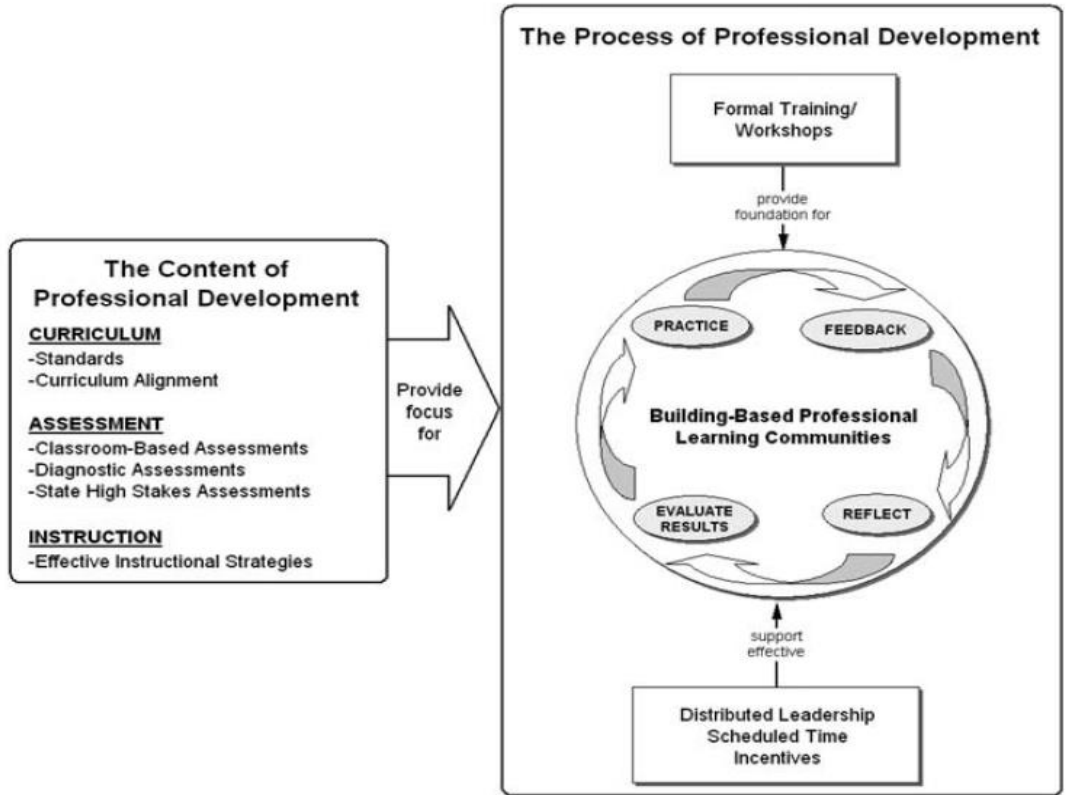 The Content of
Professional Development
CURRICULUM
-Standards
-Curriculum Alignment
ASSESSMENT
-Classroom-Based Assessments
-Diagnostic Assessments
-State High Stakes Assessments
INSTRUCTION
-Effective Instructional Strategies
Provide
focus
for
The Process of Professional Development
Formal Training/
Workshops
provide
foundation for
PRACTICE
FEEDBACK
Building-Based Professional
Learning Communities
EVALUATE
RESULTS
REFLECT
support
effective
Distributed Leadership
Scheduled Time
Incentives